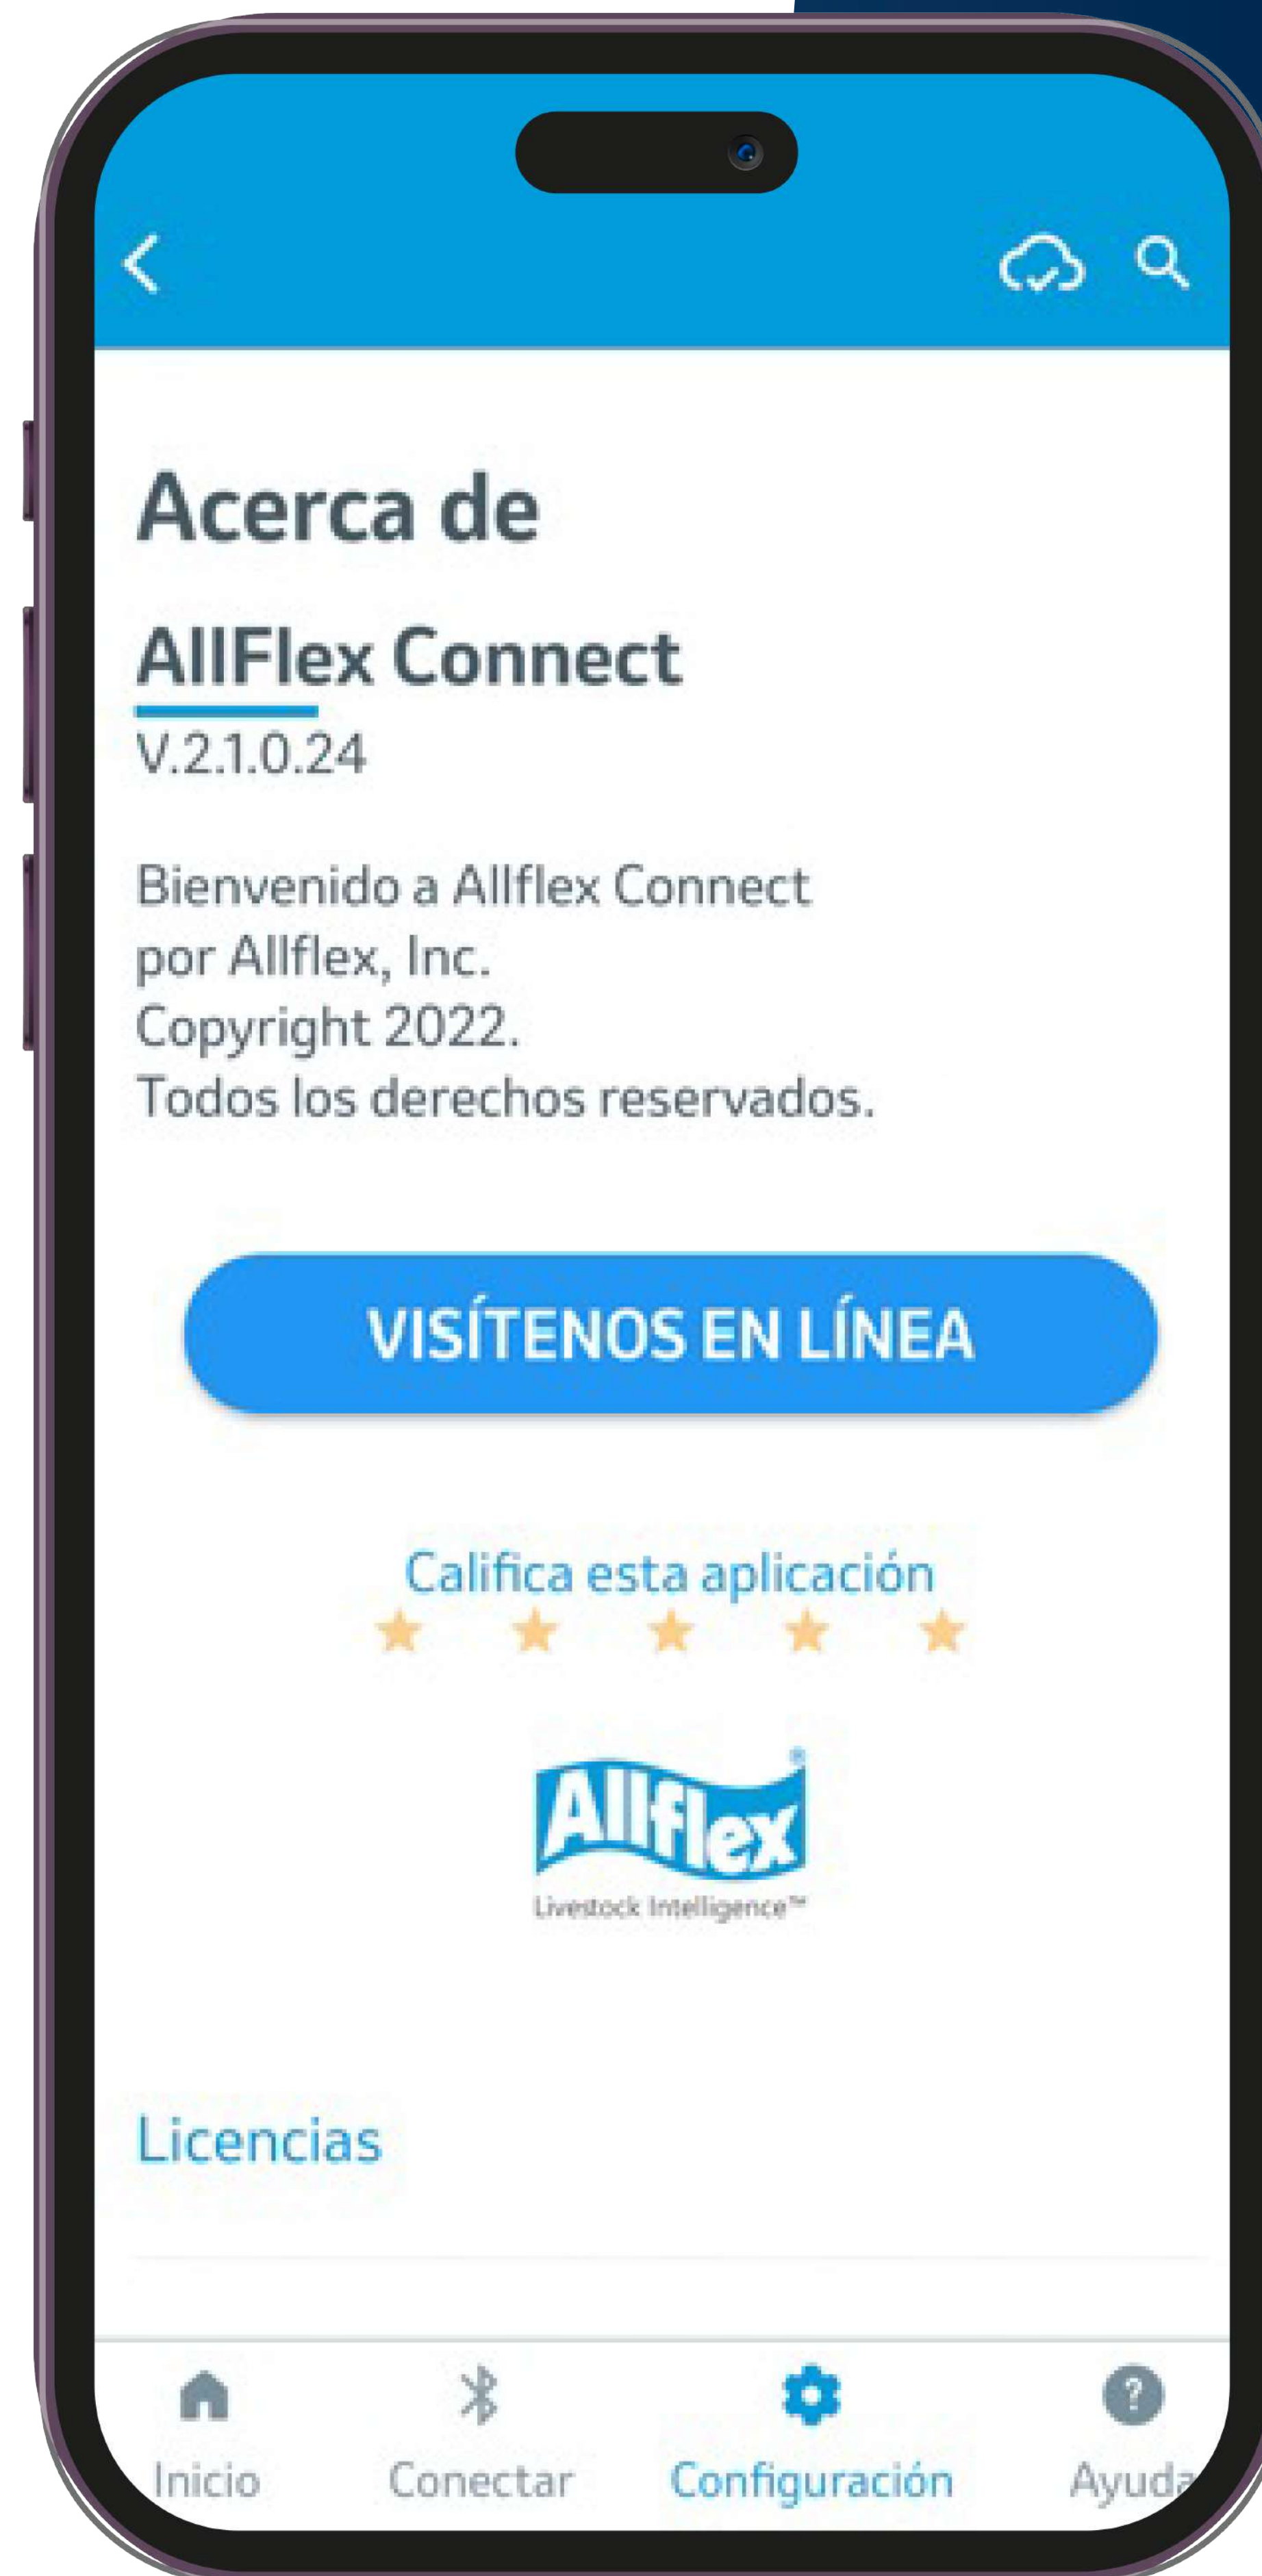 Acerca de
AllFlex Connect
V.2.1.0.24
Bienvenido a Allflex Connect
por Allflex, Inc.
Copyright 2022.
Todos los derechos reservados.
VISÍTENOS EN LÍNEA
Califica esta aplicación
Allflex®
Livestock Intelligence™
Licencias
Inicio Conectar Configuración Ayuda